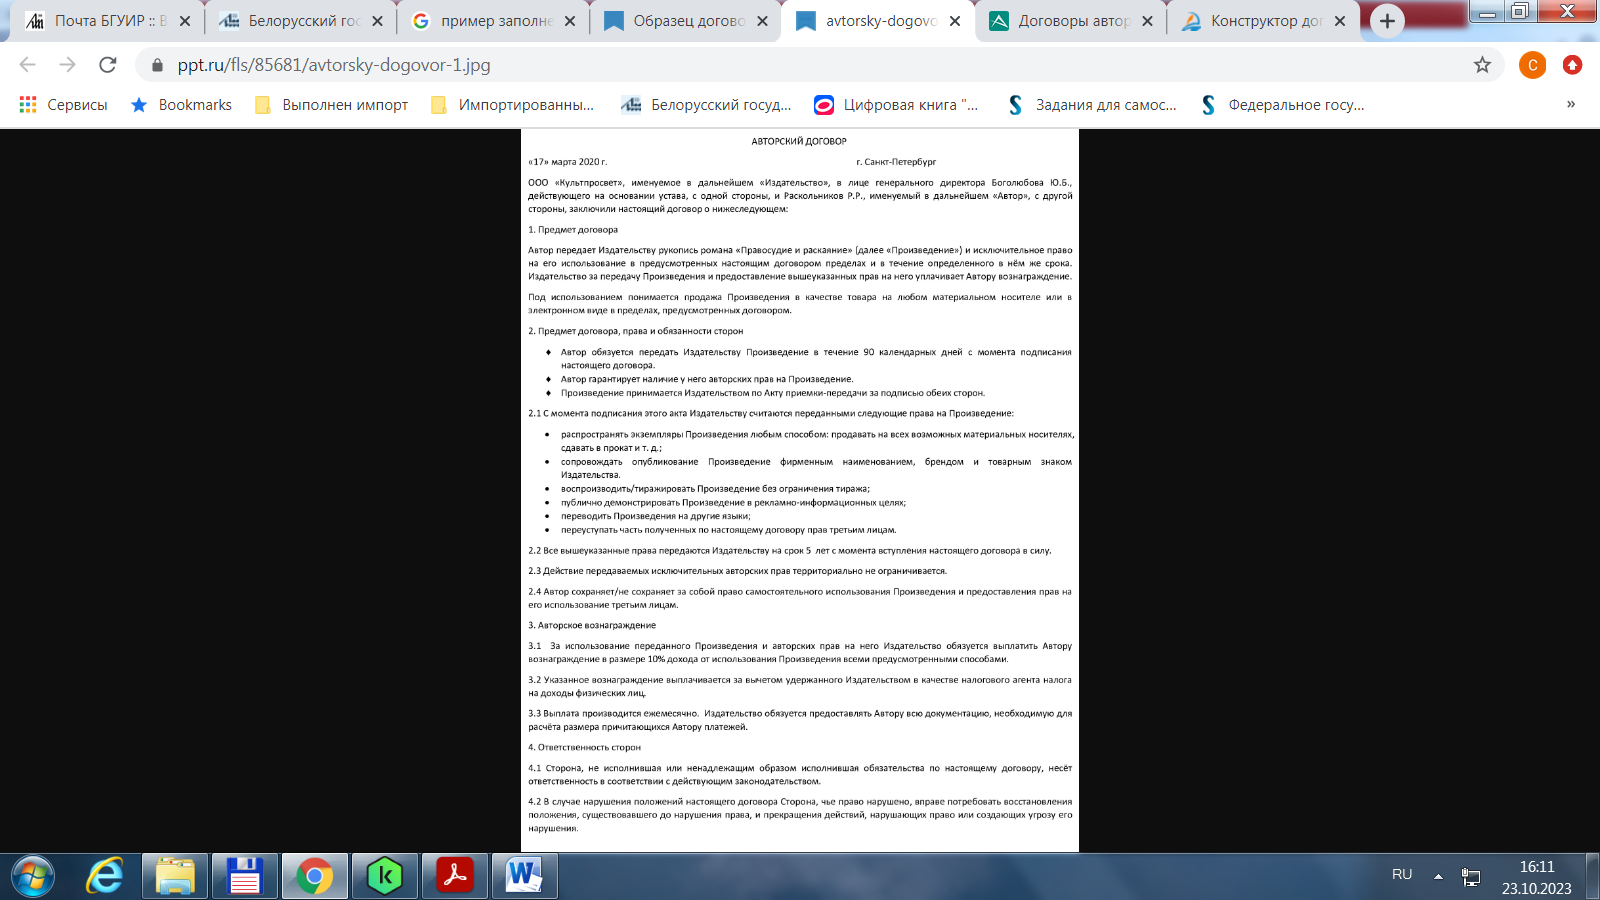 Почта БГУИР :: В
Белорусский гос
пример заполне
Образец догово
avtorsky-dogovo
Договоры автор
Конструктор дог
ppt.ru/fls/85681/avtorsky-dogovor-1.jpg
С
Сервисы
Bookmarks
Выполнен импорт
Импортированны...
Белорусский госуд...
Цифровая книга "...
Задания для самос...
Федеральное госу...
»
АВТОРСКИЙ ДОГОВОР
«17» марта 2020 г.
г. Санкт-Петербург
ООО «Культпросвет», именуемое в дальнейшем «Издательство», в лице генерального директора Боголюбова Ю.Б.,
действующего на основании устава, с одной стороны, и Раскольников Р.Р., именуемый в дальнейшем «Автор», с другой
стороны, заключили настоящий договор о нижеследующем:
1. Предмет договора
Автор передает Издательству рукопись романа «Правосудие и раскаяние» (далее «Произведение») и исключительное право
на его использование в предусмотренных настоящим договором пределах и в течение определенного в нём же срока.
Издательство за передачу Произведения и предоставление вышеуказанных прав на него уплачивает Автору вознаграждение.
Под использованием понимается продажа Произведения в качестве товара на любом материальном носителе или в
электронном виде в пределах, предусмотренных договором.
2. Предмет договора, права и обязанности сторон
♦ Автор обязуется передать Издательству Произведение в течение 90 календарных дней с момента подписания
настоящего договора.
♦ Автор гарантирует наличие у него авторских прав на Произведение.
♦ Произведение принимается Издательством по Акту приемки-передачи за подписью обеих сторон.
2.1 С момента подписания этого акта Издательству считаются переданными следующие права на Произведение:
• распространять экземпляры Произведения любым способом: продавать на всех возможных материальных носителях,
сдавать в прокат и т. д.;
• сопровождать опубликование Произведение фирменным наименованием, брендом и товарным знаком
Издательства.
• воспроизводить/тиражировать Произведение без ограничения тиража;
• публично демонстрировать Произведение в рекламно-информационных целях;
• переводить Произведения на другие языки;
• переуступать часть полученных по настоящему договору прав третьим лицам.
2.2 Все вышеуказанные права передаются Издательству на срок 5 лет с момента вступления настоящего договора в силу.
2.3 Действие передаваемых исключительных авторских прав территориально не ограничивается.
2.4 Автор сохраняет/не сохраняет за собой право самостоятельного использования Произведения и предоставления прав на
его использование третьим лицам.
3. Авторское вознаграждение
3.1 За использование переданного Произведения и авторских прав на него Издательство обязуется выплатить Автору
вознаграждение в размере 10% дохода от использования Произведения всеми предусмотренными способами.
3.2 Указанное вознаграждение выплачивается за вычетом удержанного Издательством в качестве налогового агента налога
на доходы физических лиц.
3.3 Выплата производится ежемесячно. Издательство обязуется предоставлять Автору всю документацию, необходимую для
расчёта размера причитающихся Автору платежей.
4. Ответственность сторон
4.1 Сторона, не исполнившая или ненадлежащим образом исполнившая обязательства по настоящему договору, несёт
ответственность в соответствии с действующим законодательством.
4.2 В случае нарушения положений настоящего договора Сторона, чье право нарушено, вправе потребовать восстановления
положения, существовавшего до нарушения права, и прекращения действий, нарушающих право или создающих угрозу его
нарушения.
RU
16:11
23.10.2023